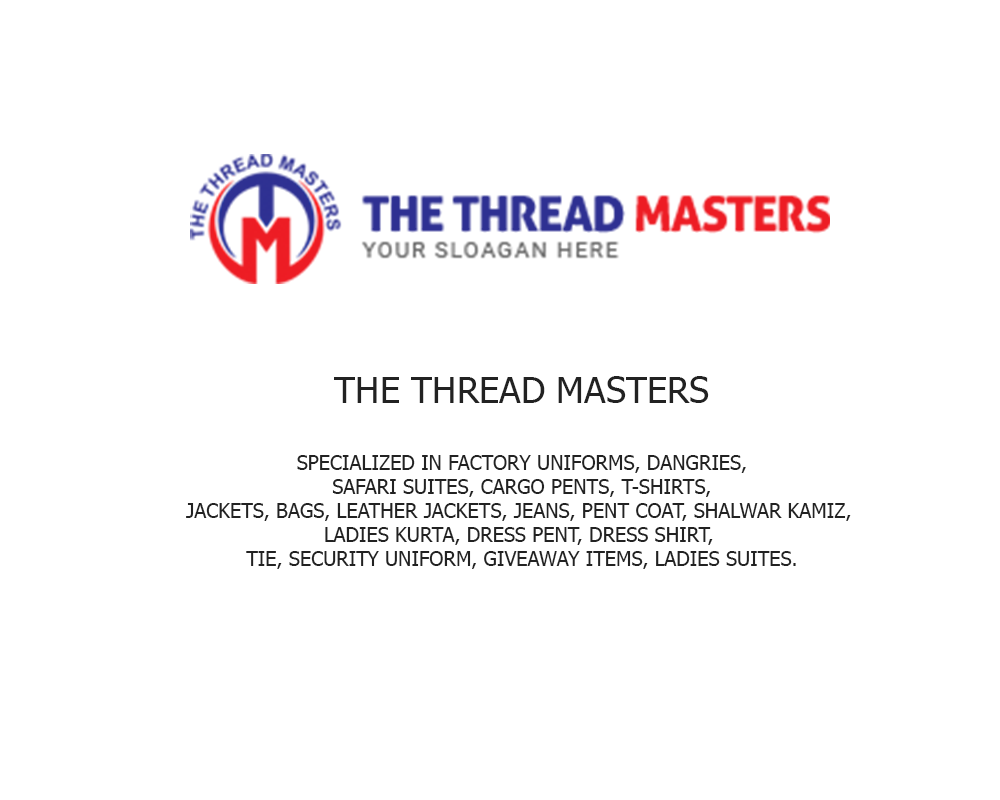 THE THREAD MASTERS
THE THREAD MASTERS
YOUR SLOAGAN HERE
THE THREAD MASTERS
SPECIALIZED IN FACTORY UNIFORMS, DANGRIES,
SAFARI SUITES, CARGO PENTS, T-SHIRTS,
JACKETS, BAGS, LEATHER JACKETS, JEANS, PENT COAT, SHALWAR KAMIZ,
LADIES KURTA, DRESS PENT, DRESS SHIRT,
TIE, SECURITY UNIFORM, GIVEAWAY ITEMS, LADIES SUITES.